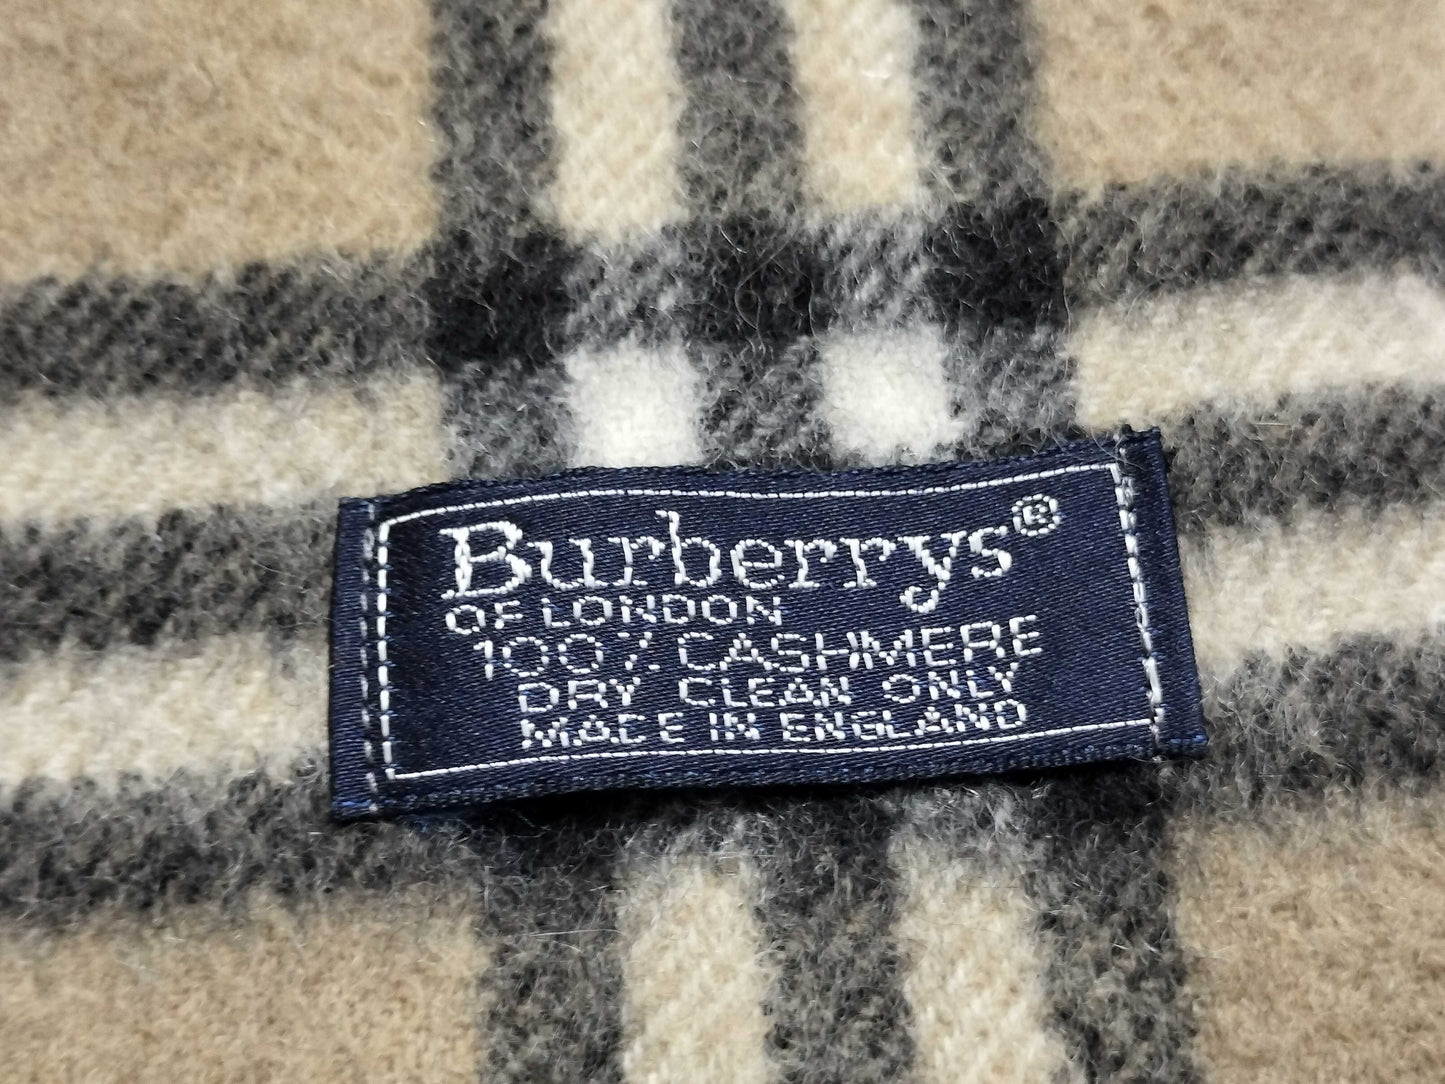 Burberrys®
OF LONDON
100% CASHMERE
DRY CLEAN ONLY
MADE IN ENGLAND